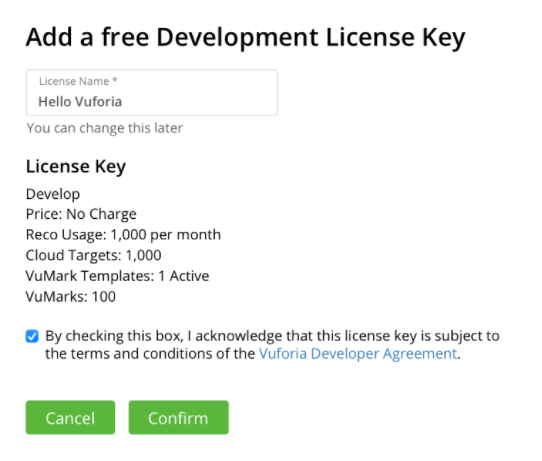 Add a free Development License Key
License Name *
Hello Vuforia
You can change this later
License Key
Develop
Price: No Charge
Reco Usage: 1,000 per month
Cloud Targets: 1,000
VuMark Templates: 1 Active
VuMarks: 100
By checking this box, I acknowledge that this license key is subject to
the terms and conditions of the Vuforia Developer Agreement.
Cancel Confirm